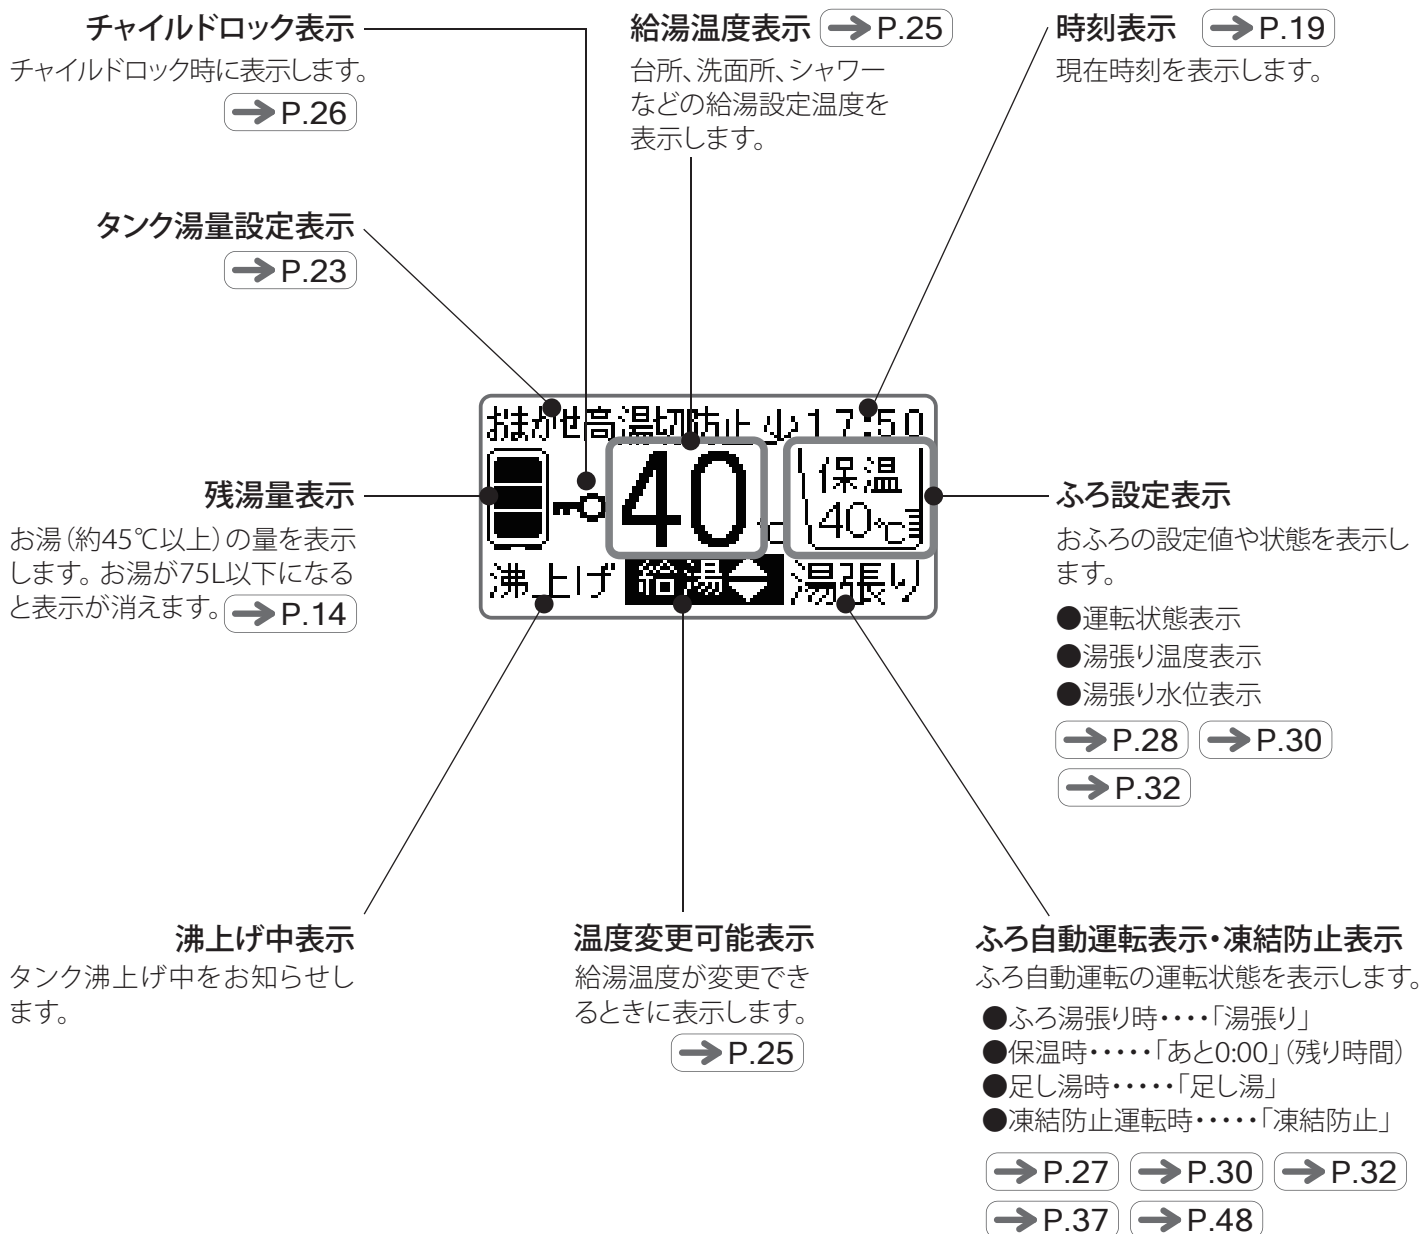 チャイルドロック表示
チャイルドロック時に表示します。
→P.26
給湯温度表示 →P.25
台所、洗面所、シャワー
などの給湯設定温度を
表示します。
時刻表示 →P.19
現在時刻を表示します。
タンク湯量設定表示
→P.23
おまかせ高湯切防止少17:50
40℃
保温
40℃
沸上げ 給湯 湯張り
残湯量表示
お湯(約45℃以上)の量を表示
します。お湯が75L以下になる
と表示が消えます。→P.14
ふろ設定表示
おふろの設定値や状態を表示し
ます。
●運転状態表示
●湯張り温度表示
●湯張り水位表示
→P.28 →P.30
→P.32
沸上げ中表示
タンク沸上げ中をお知らせし
ます。
温度変更可能表示
給湯温度が変更でき
るときに表示します。
→P.25
ふろ自動運転表示・凍結防止表示
ふろ自動運転の運転状態を表示します。
●ふろ湯張り時・・・・「湯張り」
●保温時・・・・・「あと0:00」(残り時間)
●足し湯時・・・・・「足し湯」
●凍結防止運転時・・・・・「凍結防止」
→P.27 →P.30 →P.32
→P.37 →P.48